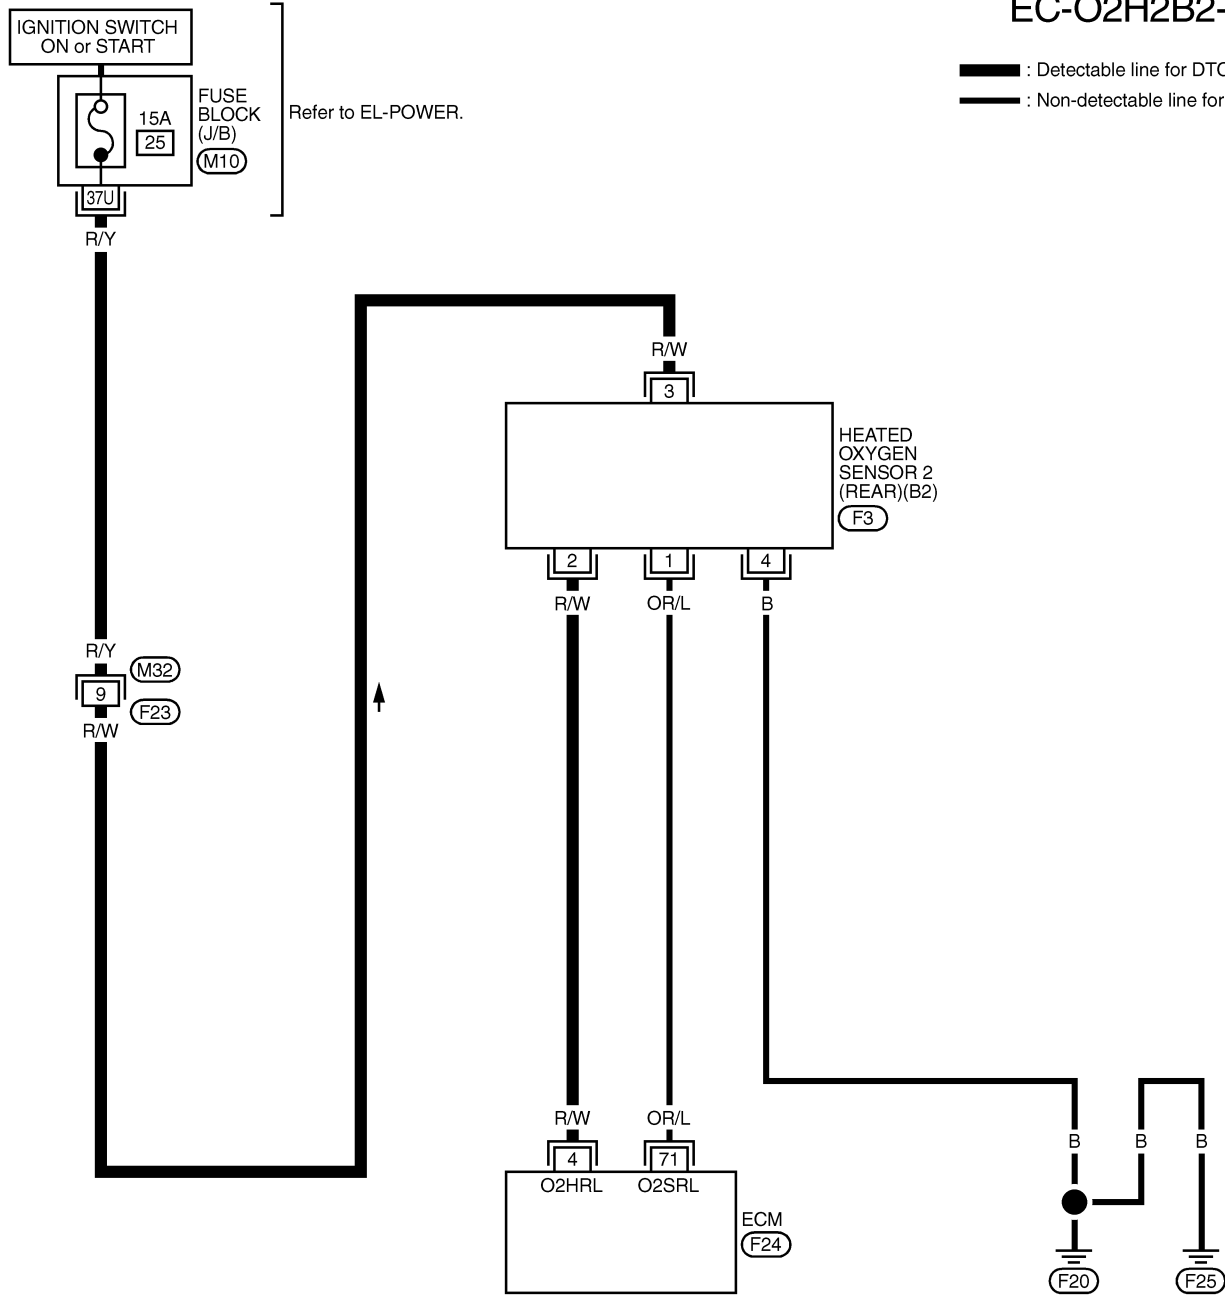 EC-O2H2B2-
IGNITION SWITCH
ON or START
: Detectable line for DTC
: Non-detectable line for
FUSE
BLOCK
(J/B)
M10
15A
25
Refer to EL-POWER.
37U
R/Y
R/W
3
HEATED
OXYGEN
SENSOR 2
(REAR)(B2)
F3
2
1
4
R/W
OR/L
B
R/Y
M32
9
F23
R/W
R/W
OR/L
4
71
O2HRL
O2SRL
ECM
F24
B
B
B
F20
F25